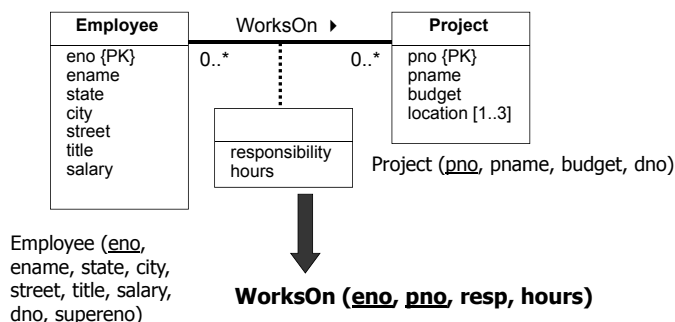 Employee
WorksOn ▸
Project
eno {PK}
ename
state
city
street
title
salary
0..*
0..*
pno {PK}
pname
budget
location [1..3]
responsibility
hours
Project (pno, pname, budget, dno)
Employee (eno,
ename, state, city,
street, title, salary,
dno, supereno)
WorksOn (eno, pno, resp, hours)